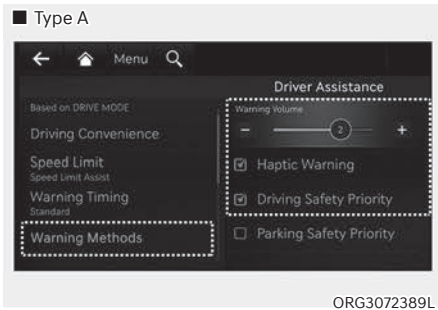 ■ Type A
Menu
Driver Assistance
Based on DRIVE MODE
Driving Convenience
Speed Limit
Speed Limit Assist
Warning Timing
Standard
Warning Methods
Warning Volume
- 2 +
Haptic Warning
Driving Safety Priority
Parking Safety Priority
ORG3072389L